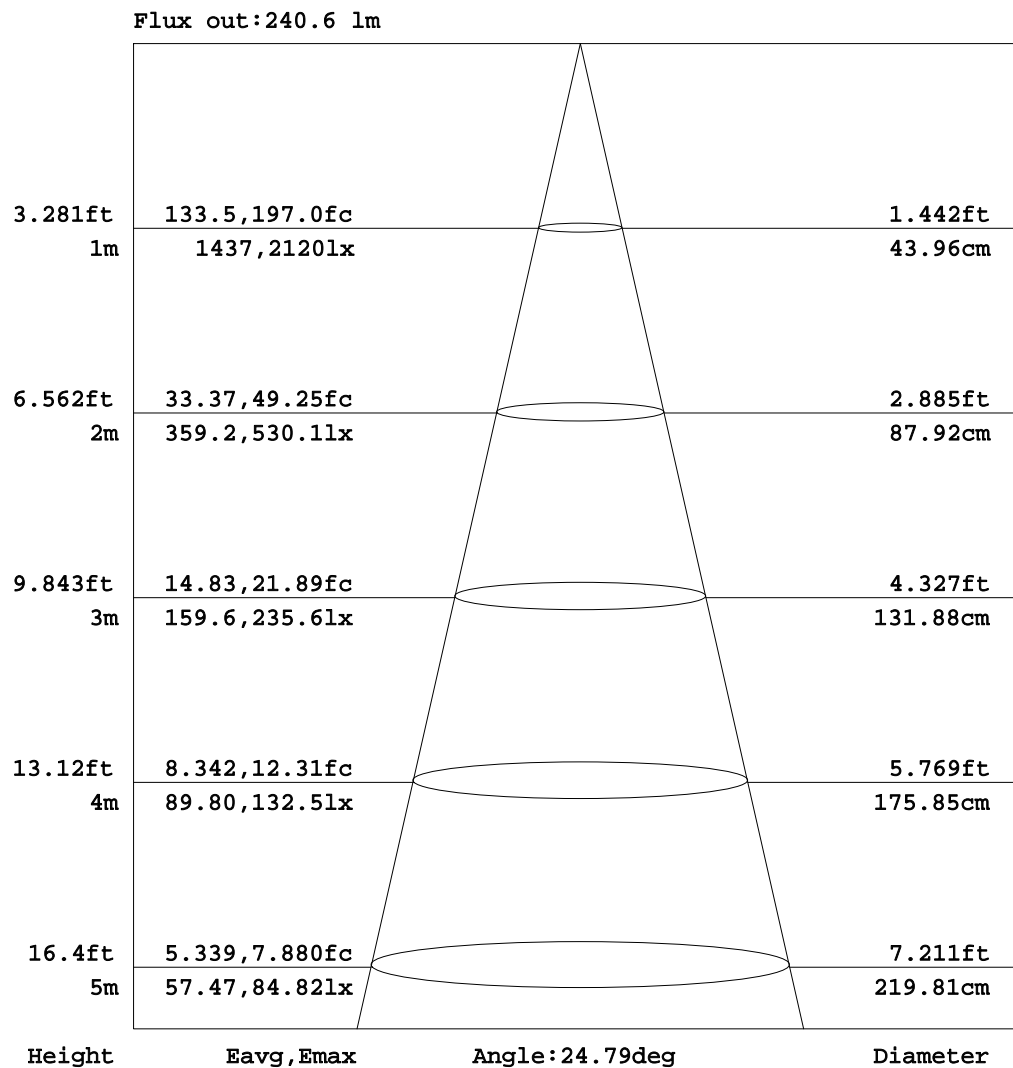 Flux out:240.6 lm
3.281ft 133.5,197.0fc 1.442ft
1m 1437,2120lx 43.96cm
6.562ft 33.37,49.25fc 2.885ft
2m 359.2,530.1lx 87.92cm
9.843ft 14.83,21.89fc 4.327ft
3m 159.6,235.6lx 131.88cm
13.12ft 8.342,12.31fc 5.769ft
4m 89.80,132.5lx 175.85cm
16.4ft 5.339,7.880fc 7.211ft
5m 57.47,84.82lx 219.81cm
Height Eavg,Emax Angle:24.79deg Diameter